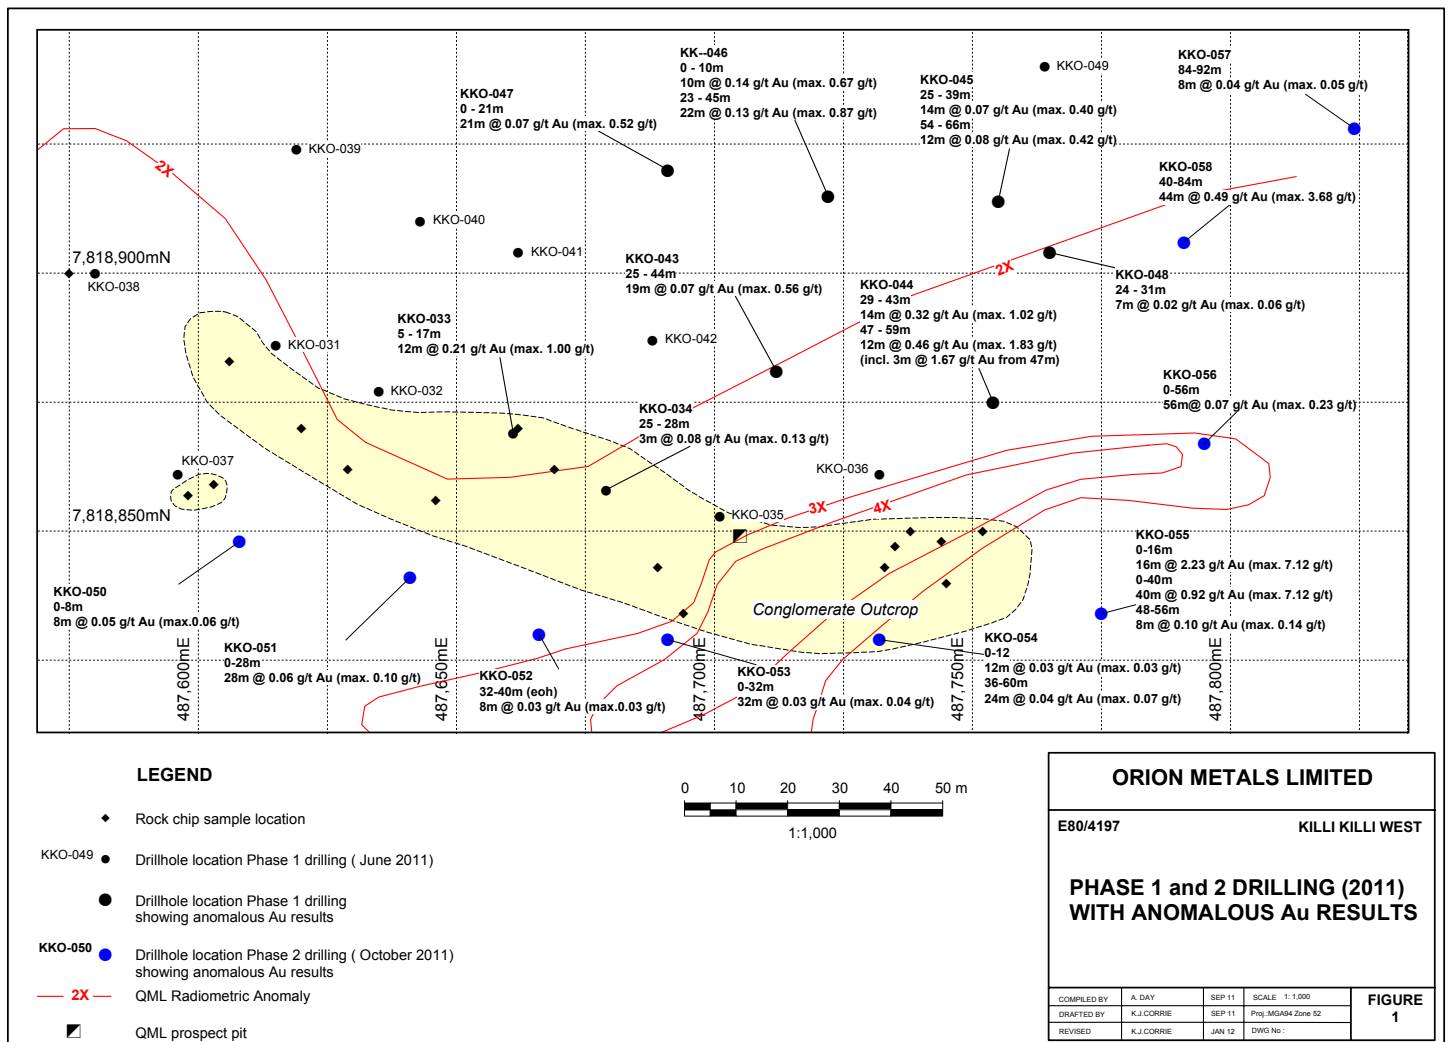 KKO-047
0 - 21m
21m @ 0.07 g/t Au (max. 0.52 g/t)
KK--046
0 - 10m
10m @ 0.14 g/t Au (max. 0.67 g/t)
23 - 45m
22m @ 0.13 g/t Au (max. 0.87 g/t)
KKO-045
25 - 39m
14m @ 0.07 g/t Au (max. 0.40 g/t)
54 - 66m
12m @ 0.08 g/t Au (max. 0.42 g/t)
KKO-049
KKO-057
84-92m
8m @ 0.04 g/t Au (max. 0.05 g/t)
KKO-039
2X
KKO-040
KKO-041
KKO-058
40-84m
44m @ 0.49 g/t Au (max. 3.68 g/t)
7,818,900mN
KKO-038
KKO-043
25 - 44m
19m @ 0.07 g/t Au (max. 0.56 g/t)
2X
KKO-048
24 - 31m
7m @ 0.02 g/t Au (max. 0.06 g/t)
KKO-044
29 - 43m
14m @ 0.32 g/t Au (max. 1.02 g/t)
47 - 59m
12m @ 0.46 g/t Au (max. 1.83 g/t)
(incl. 3m @ 1.67 g/t Au from 47m)
KKO-033
5 - 17m
12m @ 0.21 g/t Au (max. 1.00 g/t)
KKO-031
KKO-042
KKO-032
KKO-056
0-56m
56m@ 0.07 g/t Au (max. 0.23 g/t)
KKO-034
25 - 28m
3m @ 0.08 g/t Au (max. 0.13 g/t)
KKO-037
KKO-036
7,818,850mN
KKO-035
3X
4X
KKO-055
0-16m
16m @ 2.23 g/t Au (max. 7.12 g/t)
0-40m
40m @ 0.92 g/t Au (max. 7.12 g/t)
48-56m
8m @ 0.10 g/t Au (max. 0.14 g/t)
KKO-050
0-8m
8m @ 0.05 g/t Au (max.0.06 g/t)
Conglomerate Outcrop
KKO-051
0-28m
28m @ 0.06 g/t Au (max. 0.10 g/t)
KKO-052
32-40m (eoh)
8m @ 0.03 g/t Au (max.0.03 g/t)
KKO-053
0-32m
32m @ 0.03 g/t Au (max. 0.04 g/t)
KKO-054
0-12
12m @ 0.03 g/t Au (max. 0.03 g/t)
36-60m
24m @ 0.04 g/t Au (max. 0.07 g/t)
487,600mE
487,650mE
487,700mE
487,750mE
487,800mE
LEGEND
Rock chip sample location
KKO-049
Drillhole location Phase 1 drilling ( June 2011)
Drillhole location Phase 1 drilling
showing anomalous Au results
KKO-050
Drillhole location Phase 2 drilling ( October 2011)
showing anomalous Au results
2X
QML Radiometric Anomaly
QML prospect pit
0 10 20 30 40 50 m
1:1,000
ORION METALS LIMITED
E80/4197 KILLI KILLI WEST
PHASE 1 and 2 DRILLING (2011)
WITH ANOMALOUS Au RESULTS
COMPILED BY A. DAY SEP 11 SCALE 1: 1,000
DRAFTED BY K.J.CORRIE SEP 11 Proj.:MGA94 Zone 52
REVISED K.J.CORRIE JAN 12 DWG No :
FIGURE
1